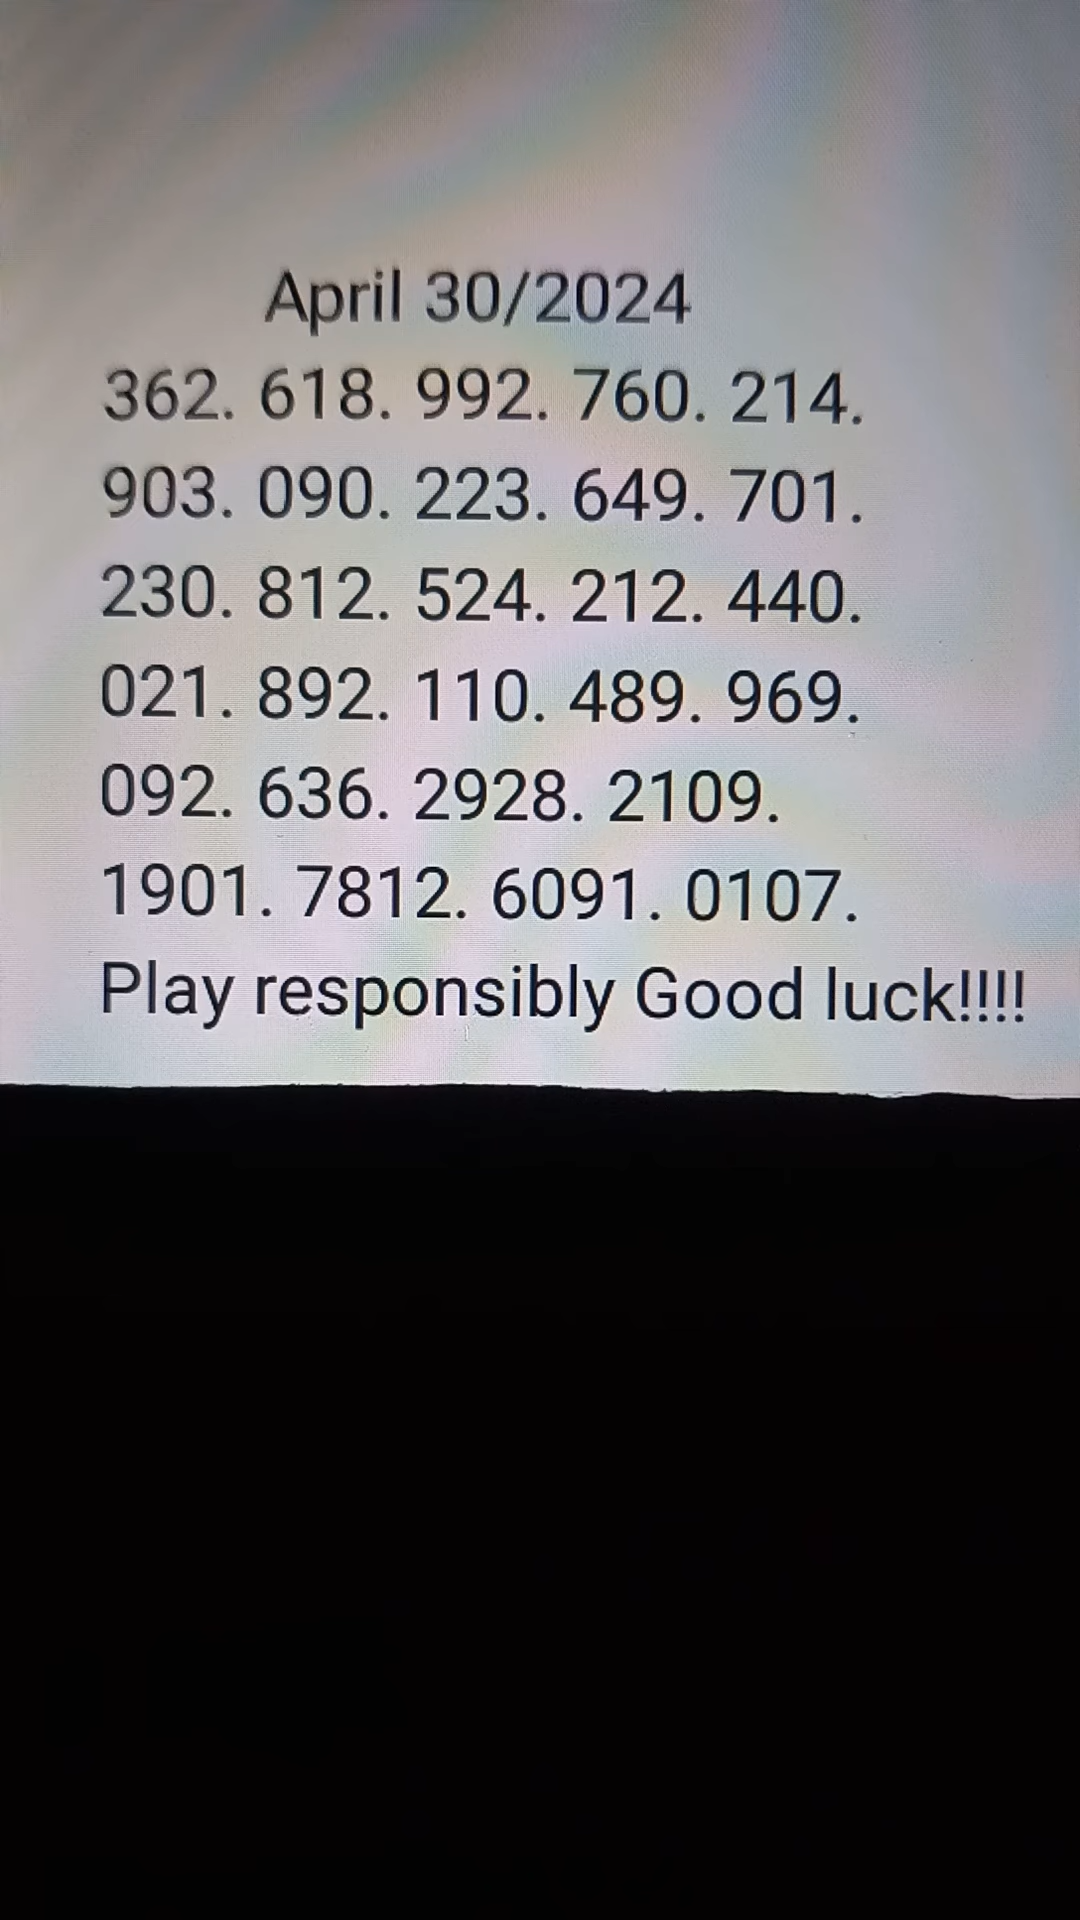 April 30/2024
362. 618. 992. 760. 214.
903. 090. 223. 649. 701.
230. 812. 524. 212. 440.
021. 892. 110. 489. 969.
092. 636. 2928. 2109.
1901. 7812. 6091. 0107.
Play responsibly Good luck!!!!